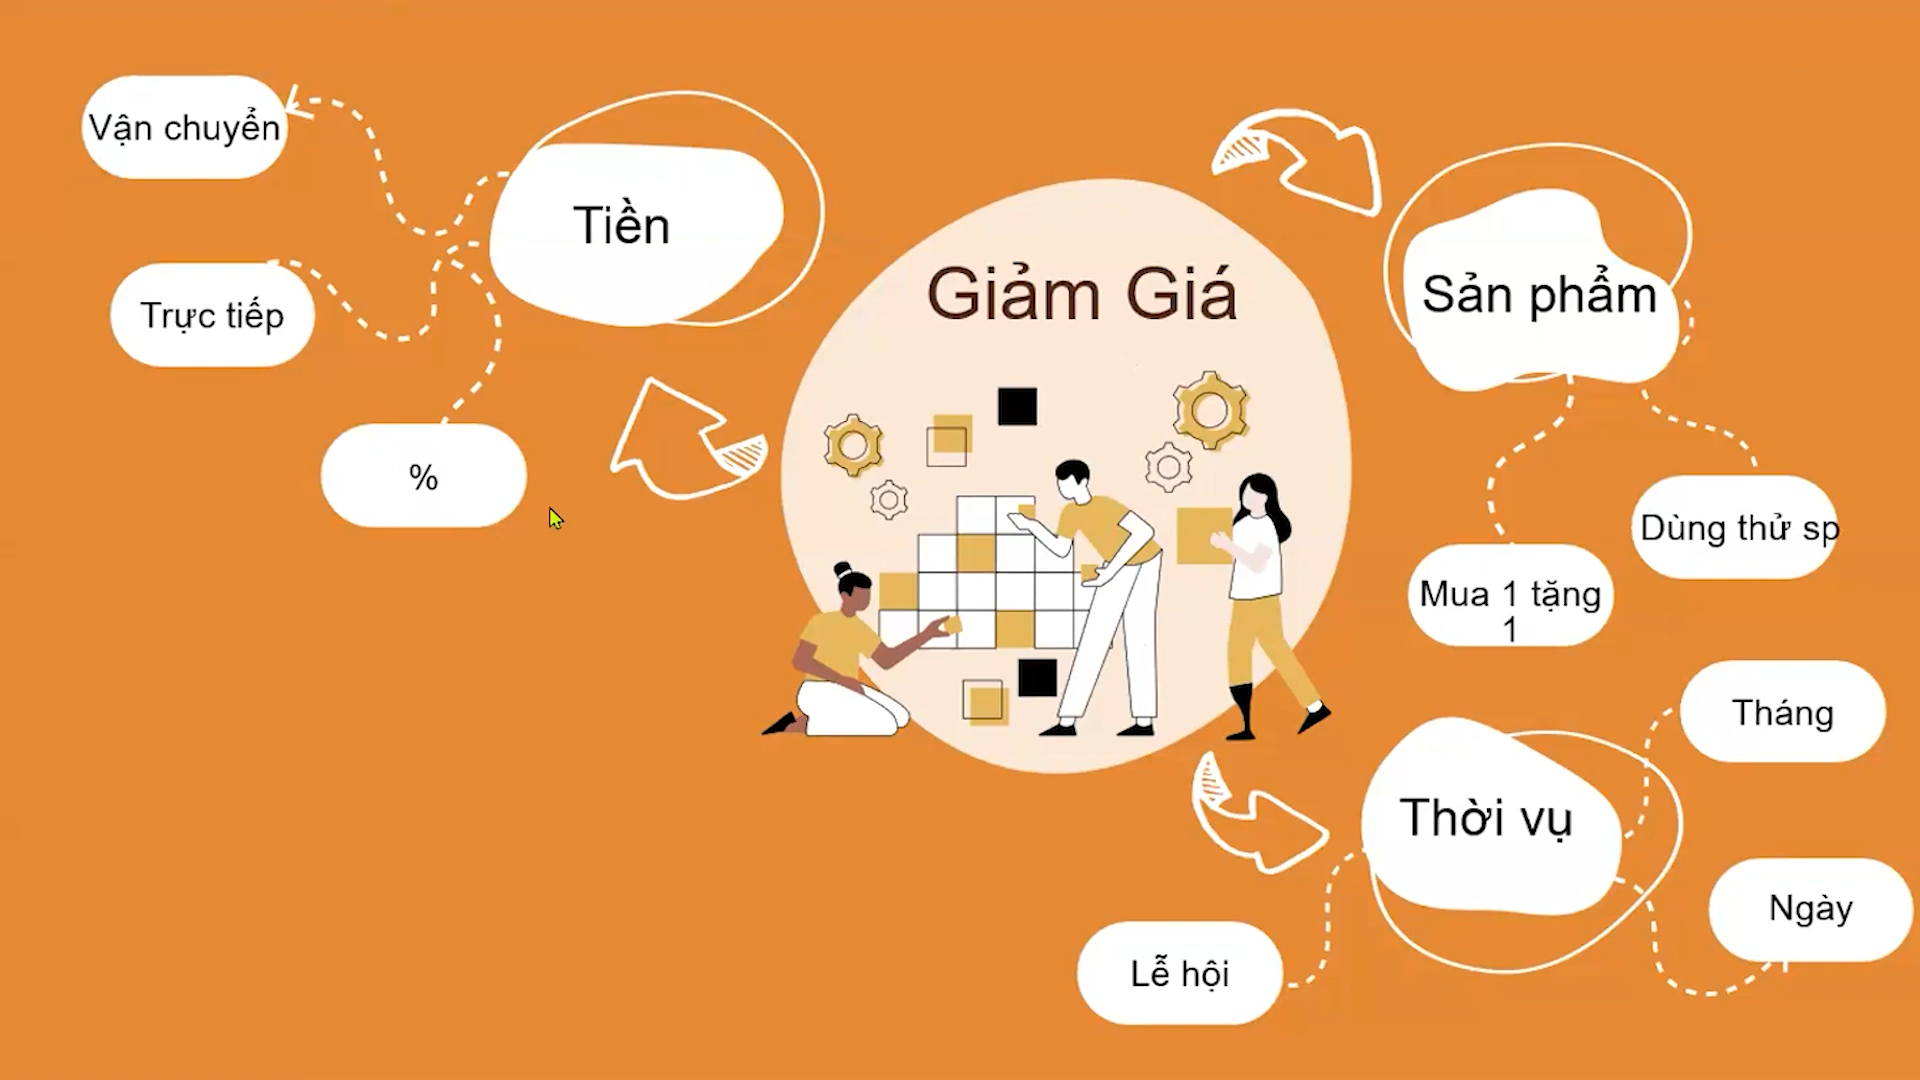 Giảm Giá
Tiền
Vận chuyển
Trực tiếp
%
Sản phẩm
Mua 1 tặng
1
Dùng thử sp
Thời vụ
Tháng
Ngày
Lễ hội